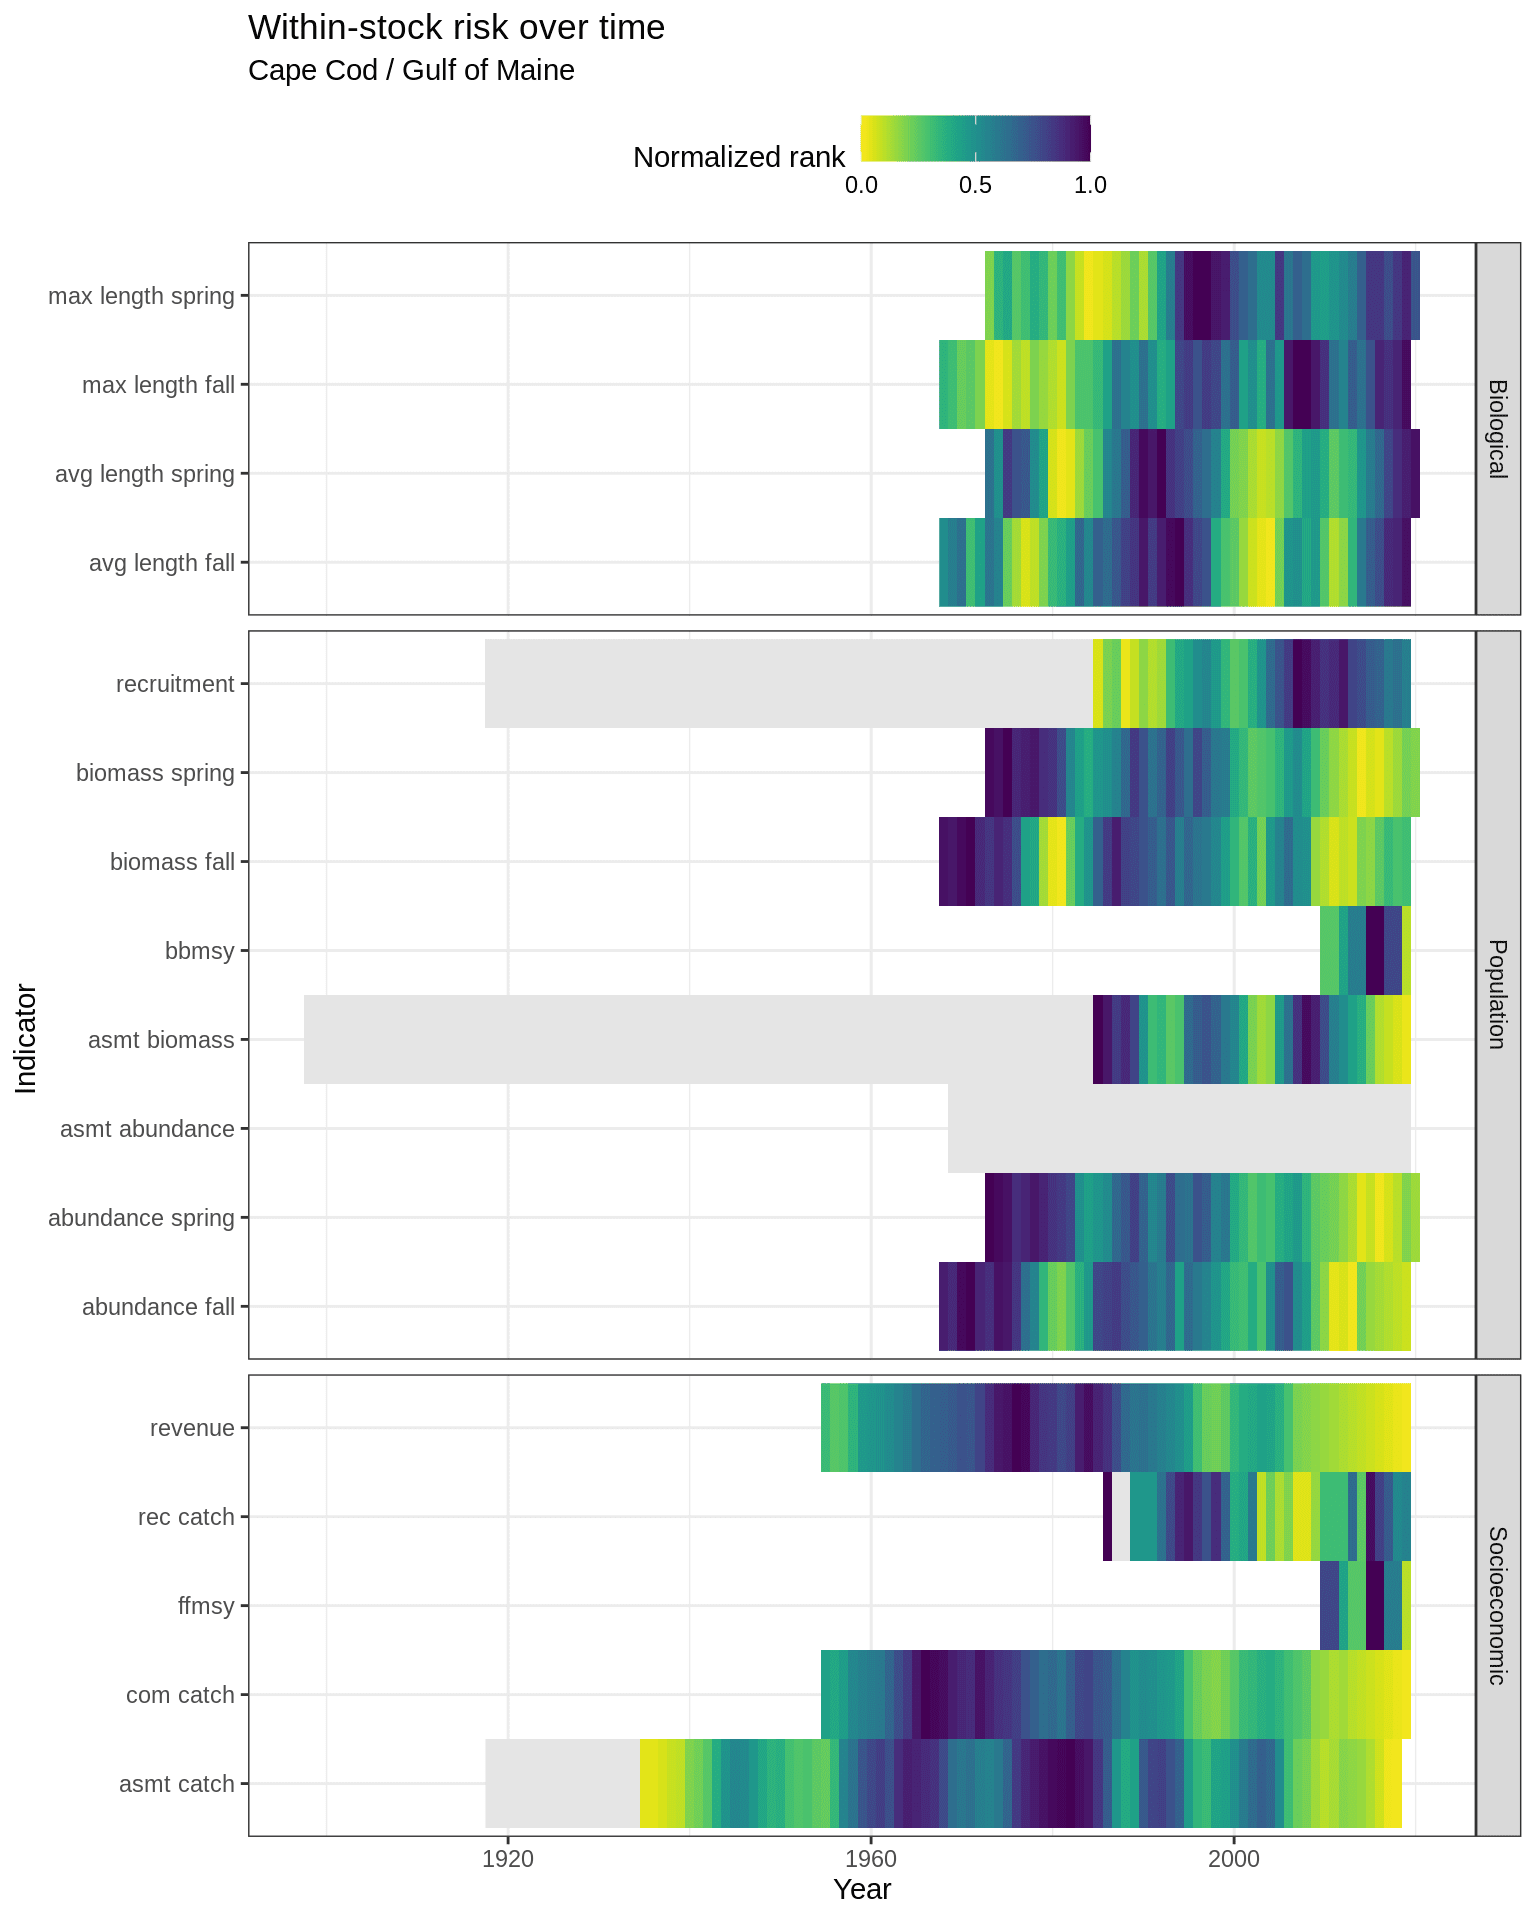 Within-stock risk over time
Cape Cod / Gulf of Maine
Normalized rank
0.0 0.5 1.0
max length spring
max length fall
avg length spring
avg length fall
Biological
recruitment
biomass spring
biomass fall
bbmsy
asmt biomass
asmt abundance
abundance spring
abundance fall
Population
revenue
rec catch
ffmsy
com catch
asmt catch
Socioeconomic
Indicator
1920 1960 2000
Year